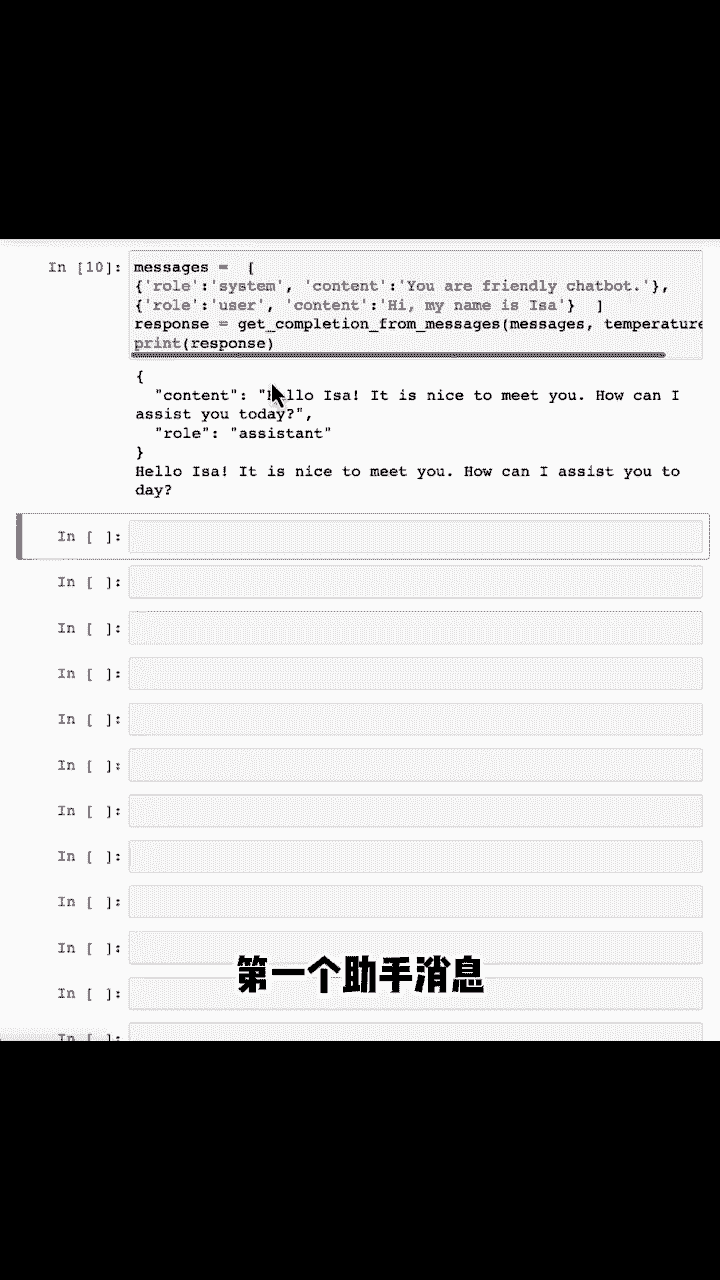 In [10]: messages = [
{'role':'system', 'content':'You are friendly chatbot.'},
{'role':'user', 'content':'Hi, my name is Isa'} ]
response = get_completion_from_messages(messages, temperature
print(response)
{
"content": "Hello Isa! It is nice to meet you. How can I
assist you today?",
"role": "assistant"
}
Hello Isa! It is nice to meet you. How can I assist you to
day?
In [ ]:
In [ ]:
In [ ]:
In [ ]:
In [ ]:
In [ ]:
In [ ]:
In [ ]:
In [ ]:
In [ ]:
第一个助手消息
In [ ]:
In [ ]: